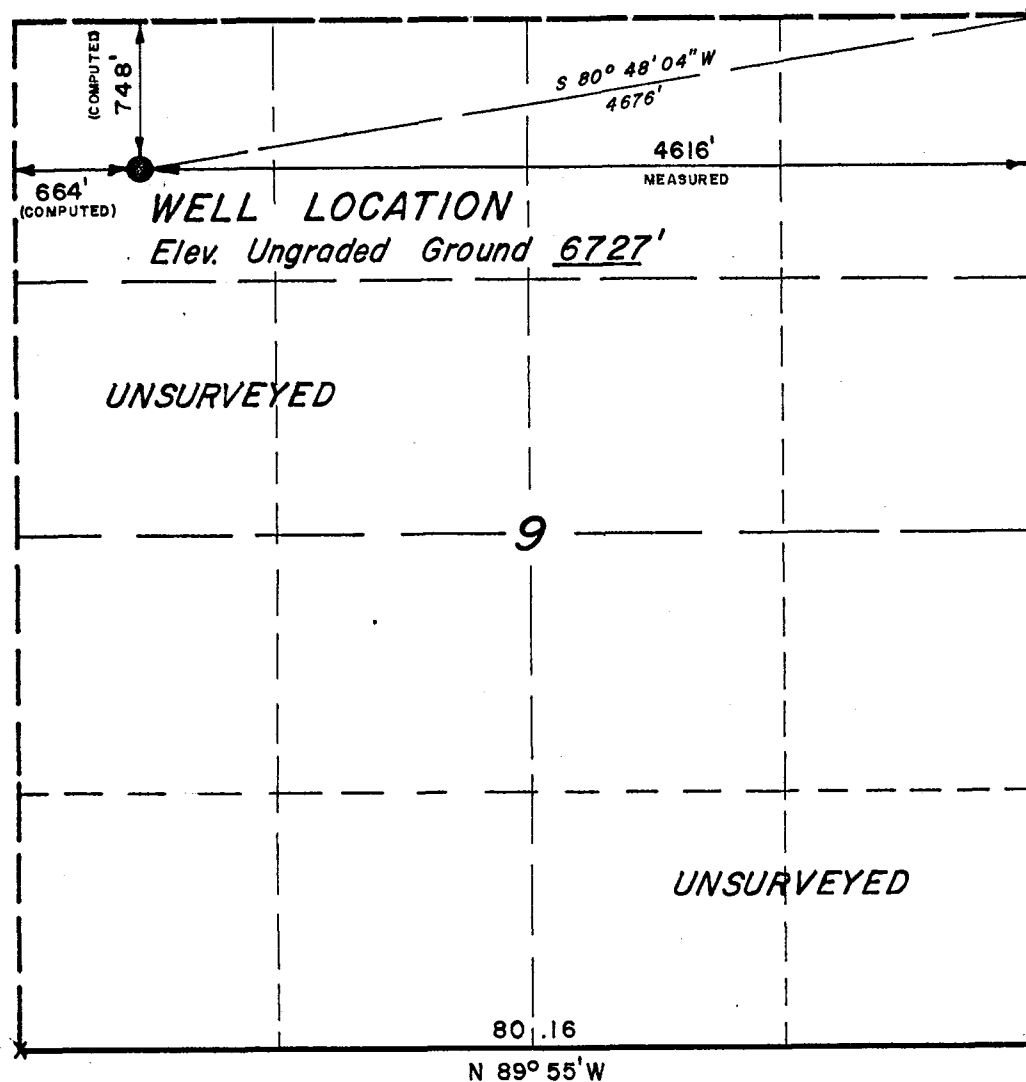 (COMPUTED)
748'
S 80° 48' 04" W
4676'
4616'
MEASURED
664'
(COMPUTED)
WELL LOCATION
Elev. Ungraded Ground 6727'
UNSURVEYED
9
UNSURVEYED
80.16
N 89° 55' W